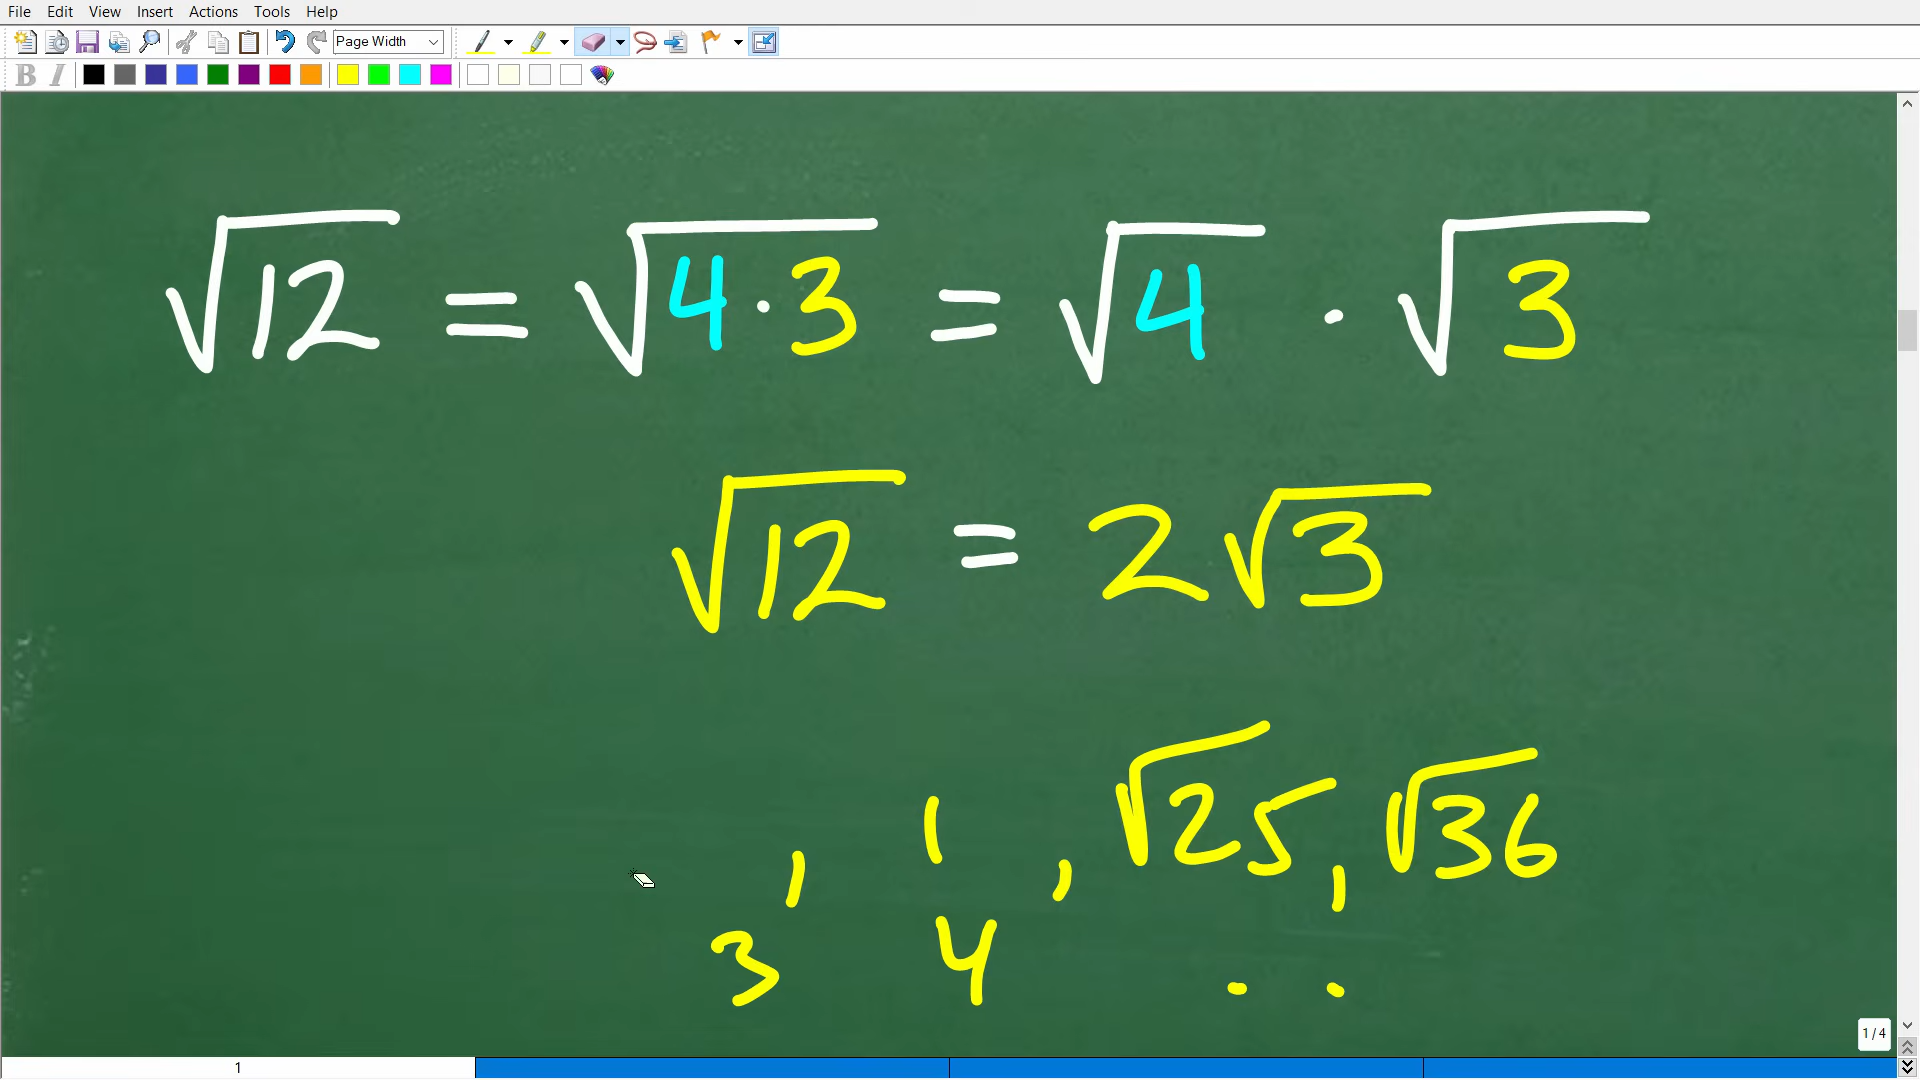 File Edit View Insert Actions Tools Help
Page Width
B I
√12 = √4·3 = √4 · √3
√12 = 2√3
, 1 , √25, √36
3 4 . .
1 / 4
1